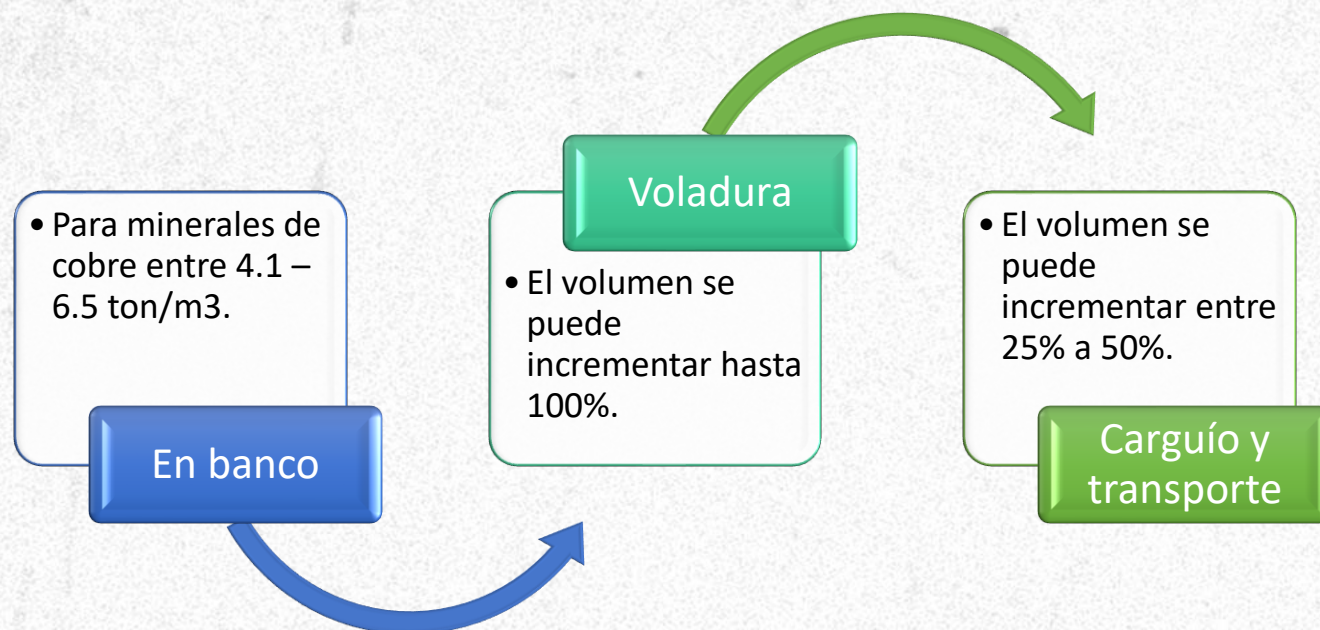 • Para minerales de
cobre entre 4.1 –
6.5 ton/m3.
En banco
Voladura
• El volumen se
puede
incrementar hasta
100%.
• El volumen se
puede
incrementar entre
25% a 50%.
Carguío y
transporte